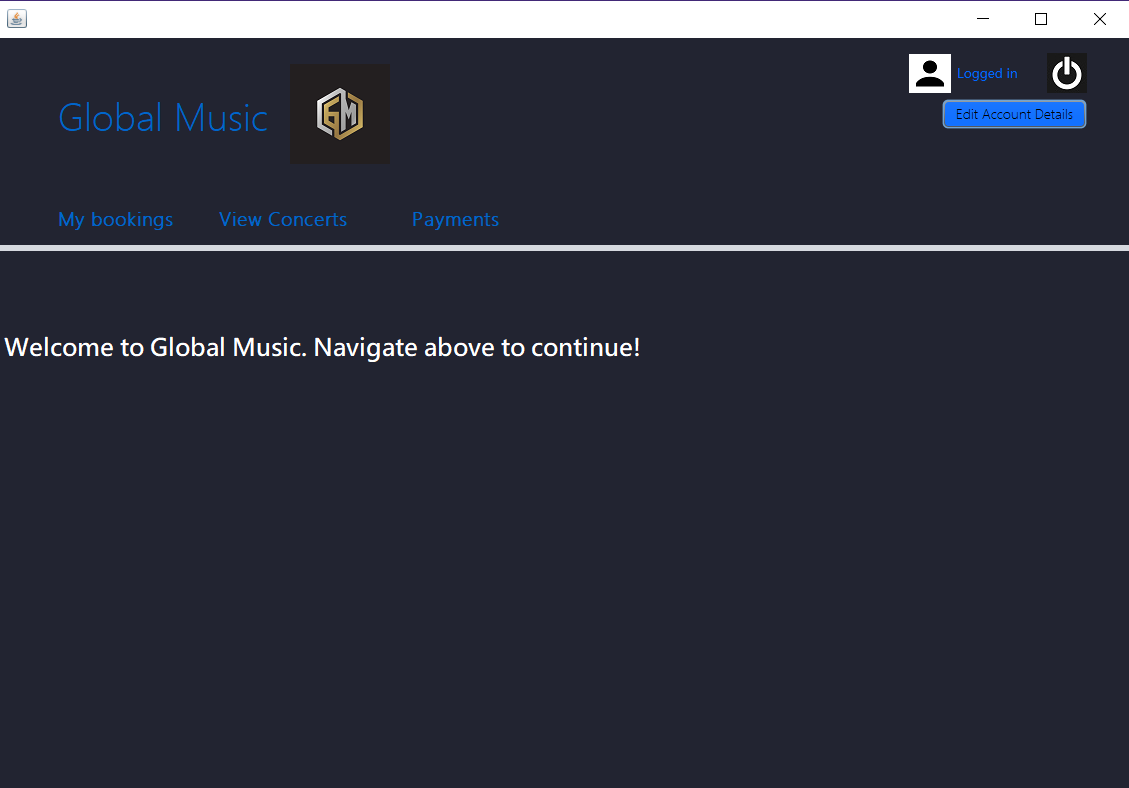 Logged in
Edit Account Details
Global Music
GM
My bookings View Concerts Payments
Welcome to Global Music. Navigate above to continue!